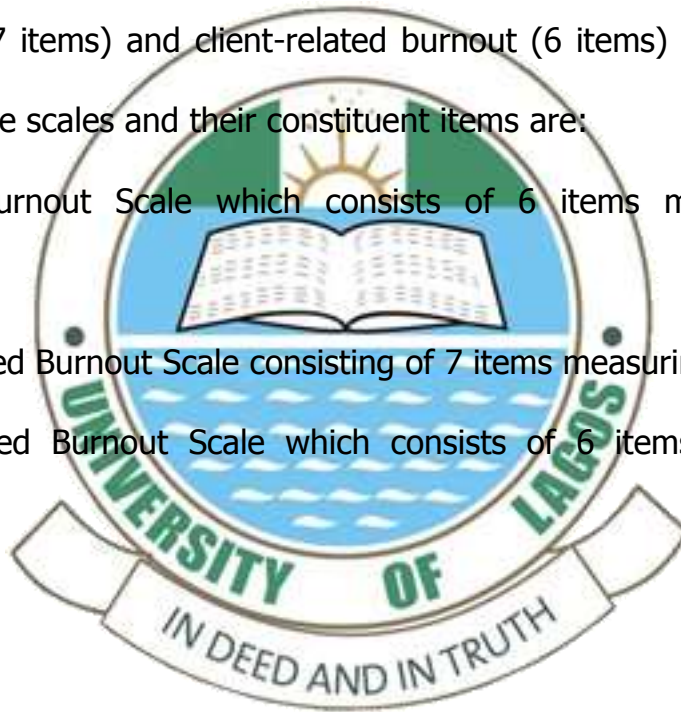 7 items) and client-related burnout (6 items)
e scales and their constituent items are:
urnout Scale which consists of 6 items m
ed Burnout Scale consisting of 7 items measurin
ed Burnout Scale which consists of 6 items
UNIVERSITY OF LAGOS
IN DEED AND IN TRUTH